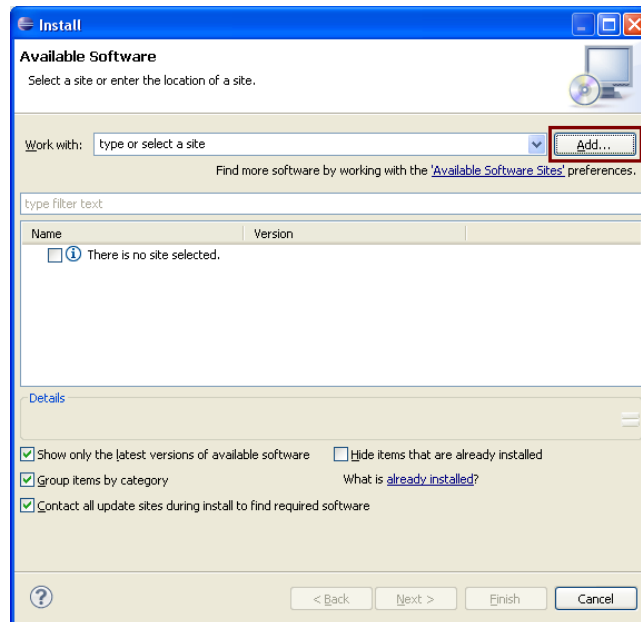 Install
Available Software
Select a site or enter the location of a site.
Work with: type or select a site Add...
Find more software by working with the 'Available Software Sites' preferences.
type filter text
Name Version
There is no site selected.
Details
Show only the latest versions of available software Hide items that are already installed
Group items by category What is already installed?
Contact all update sites during install to find required software
? < Back Next > Finish Cancel